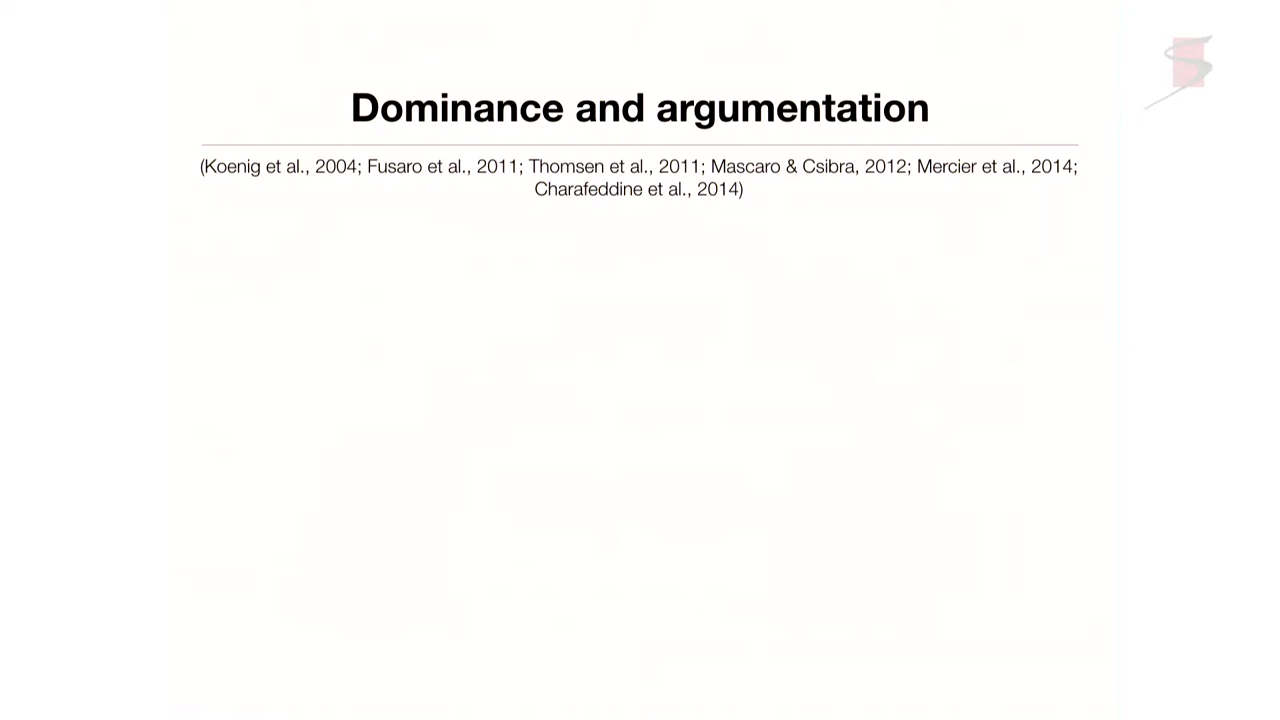 Dominance and argumentation
(Koenig et al., 2004; Fusaro et al., 2011; Thomsen et al., 2011; Mascaro & Csibra, 2012; Mercier et al., 2014;
Charafeddine et al., 2014)